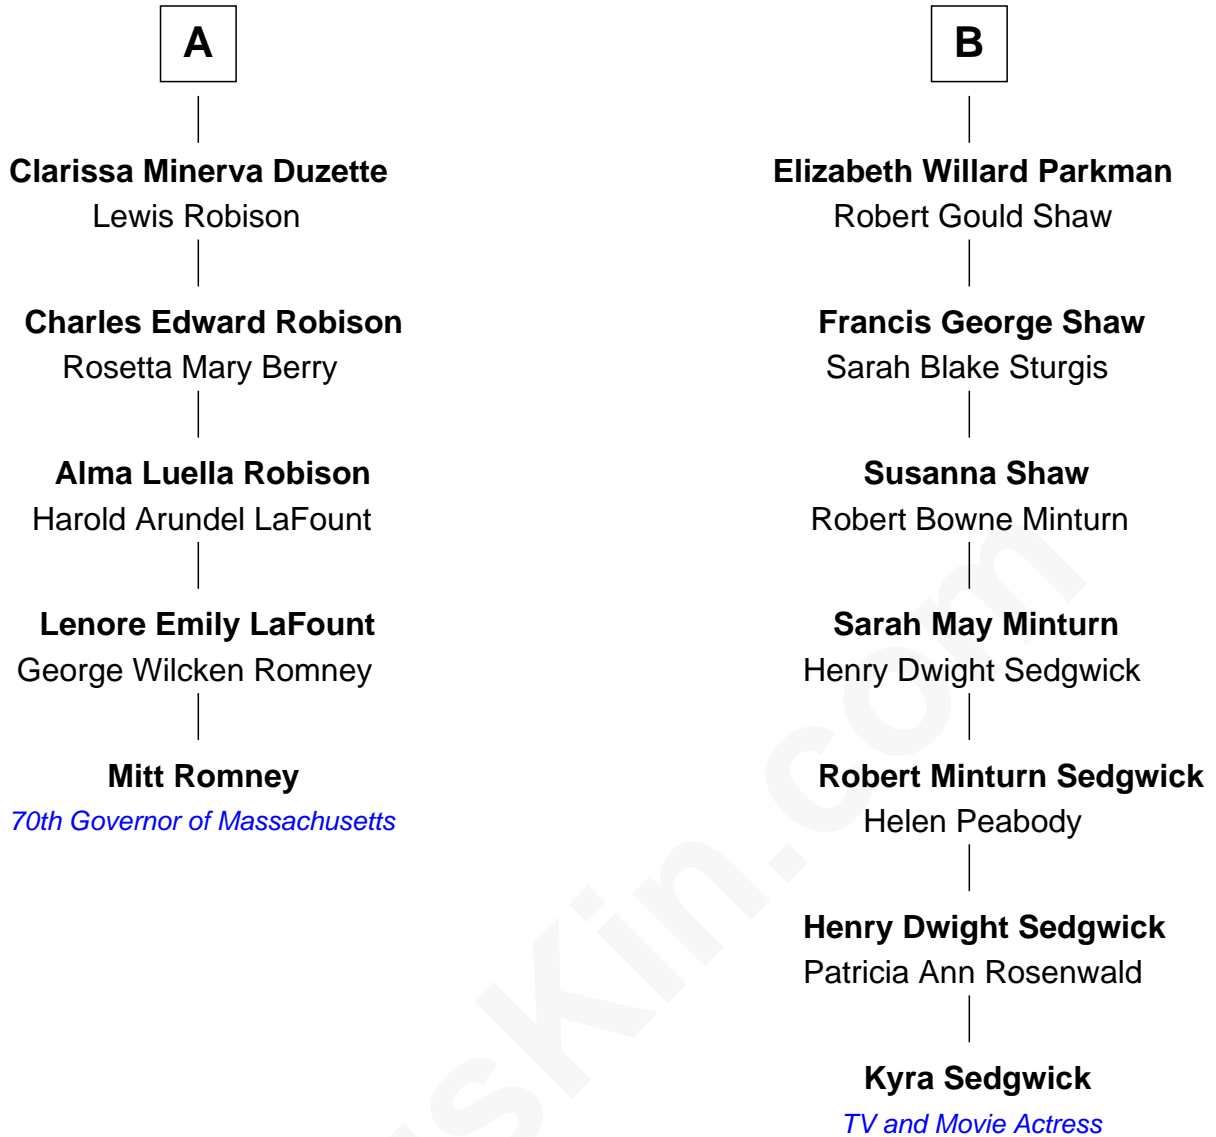 A
Clarissa Minerva Duzette
Lewis Robison
Charles Edward Robison
Rosetta Mary Berry
Alma Luella Robison
Harold Arundel LaFount
Lenore Emily LaFount
George Wilcken Romney
Mitt Romney
70th Governor of Massachusetts
B
Elizabeth Willard Parkman
Robert Gould Shaw
Francis George Shaw
Sarah Blake Sturgis
Susanna Shaw
Robert Bowne Minturn
Sarah May Minturn
Henry Dwight Sedgwick
Robert Minturn Sedgwick
Helen Peabody
Henry Dwight Sedgwick
Patricia Ann Rosenwald
Kyra Sedgwick
TV and Movie Actress